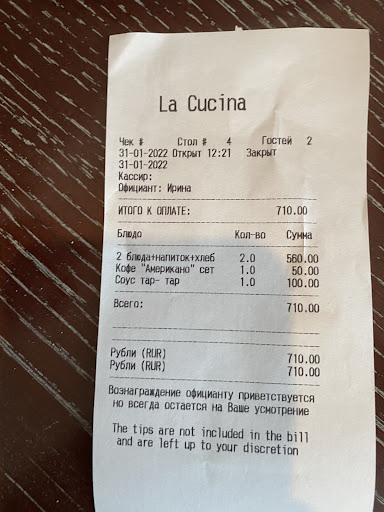 La Cucina
Чек # Стол # 4 Гостей 2
31-01-2022 Открыт 12:21 Закрыт
31-01-2022
Кассир:
Официант: Ирина
ИТОГО К ОПЛАТЕ: 710.00
Блюдо Кол-во Сумма
2 блюда+напиток+хлеб 2.0 560.00
Кофе "Американо" сет 1.0 50.00
Соус тар- тар 1.0 100.00
Всего: 710.00
Рубли (RUR) 710.00
Рубли (RUR) 710.00
Вознаграждение официанту приветствуется
но всегда остается на Ваше усмотрение
The tips are not included in the bill
and are left up to your discretion